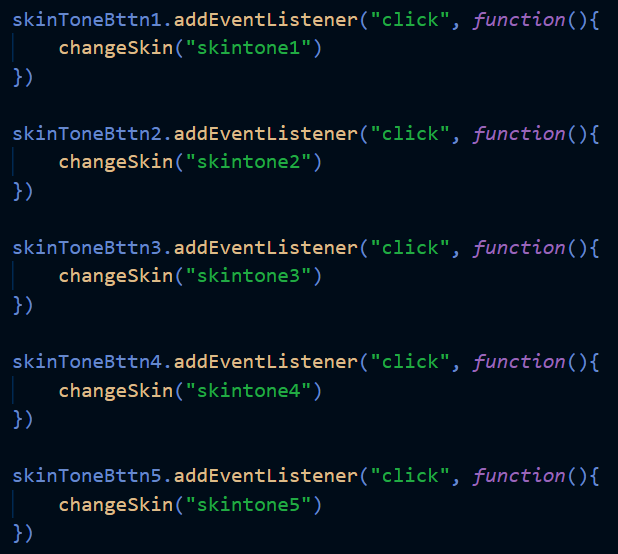 skinToneBttn1.addEventListener("click", function(){
    changeSkin("skintone1")
})

skinToneBttn2.addEventListener("click", function(){
    changeSkin("skintone2")
})

skinToneBttn3.addEventListener("click", function(){
    changeSkin("skintone3")
})

skinToneBttn4.addEventListener("click", function(){
    changeSkin("skintone4")
})

skinToneBttn5.addEventListener("click", function(){
    changeSkin("skintone5")
})